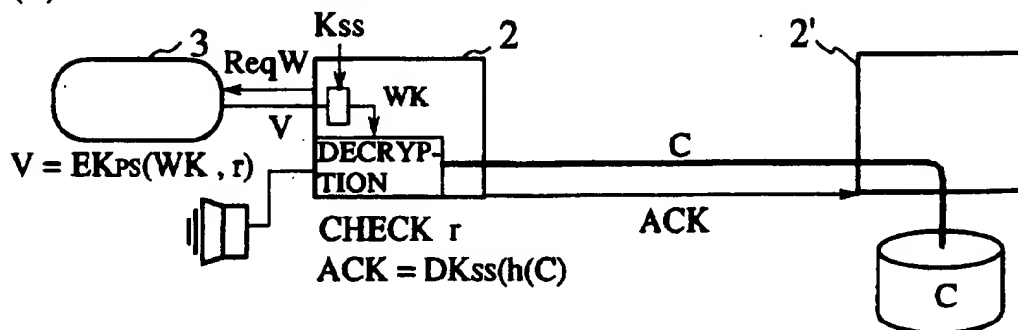 3
ReqW
Kss
2
2'
WK
V
V = EKPS(WK , r)
DECRYP-
TION
C
ACK
CHECK r
ACK = DKss(h(C)
C